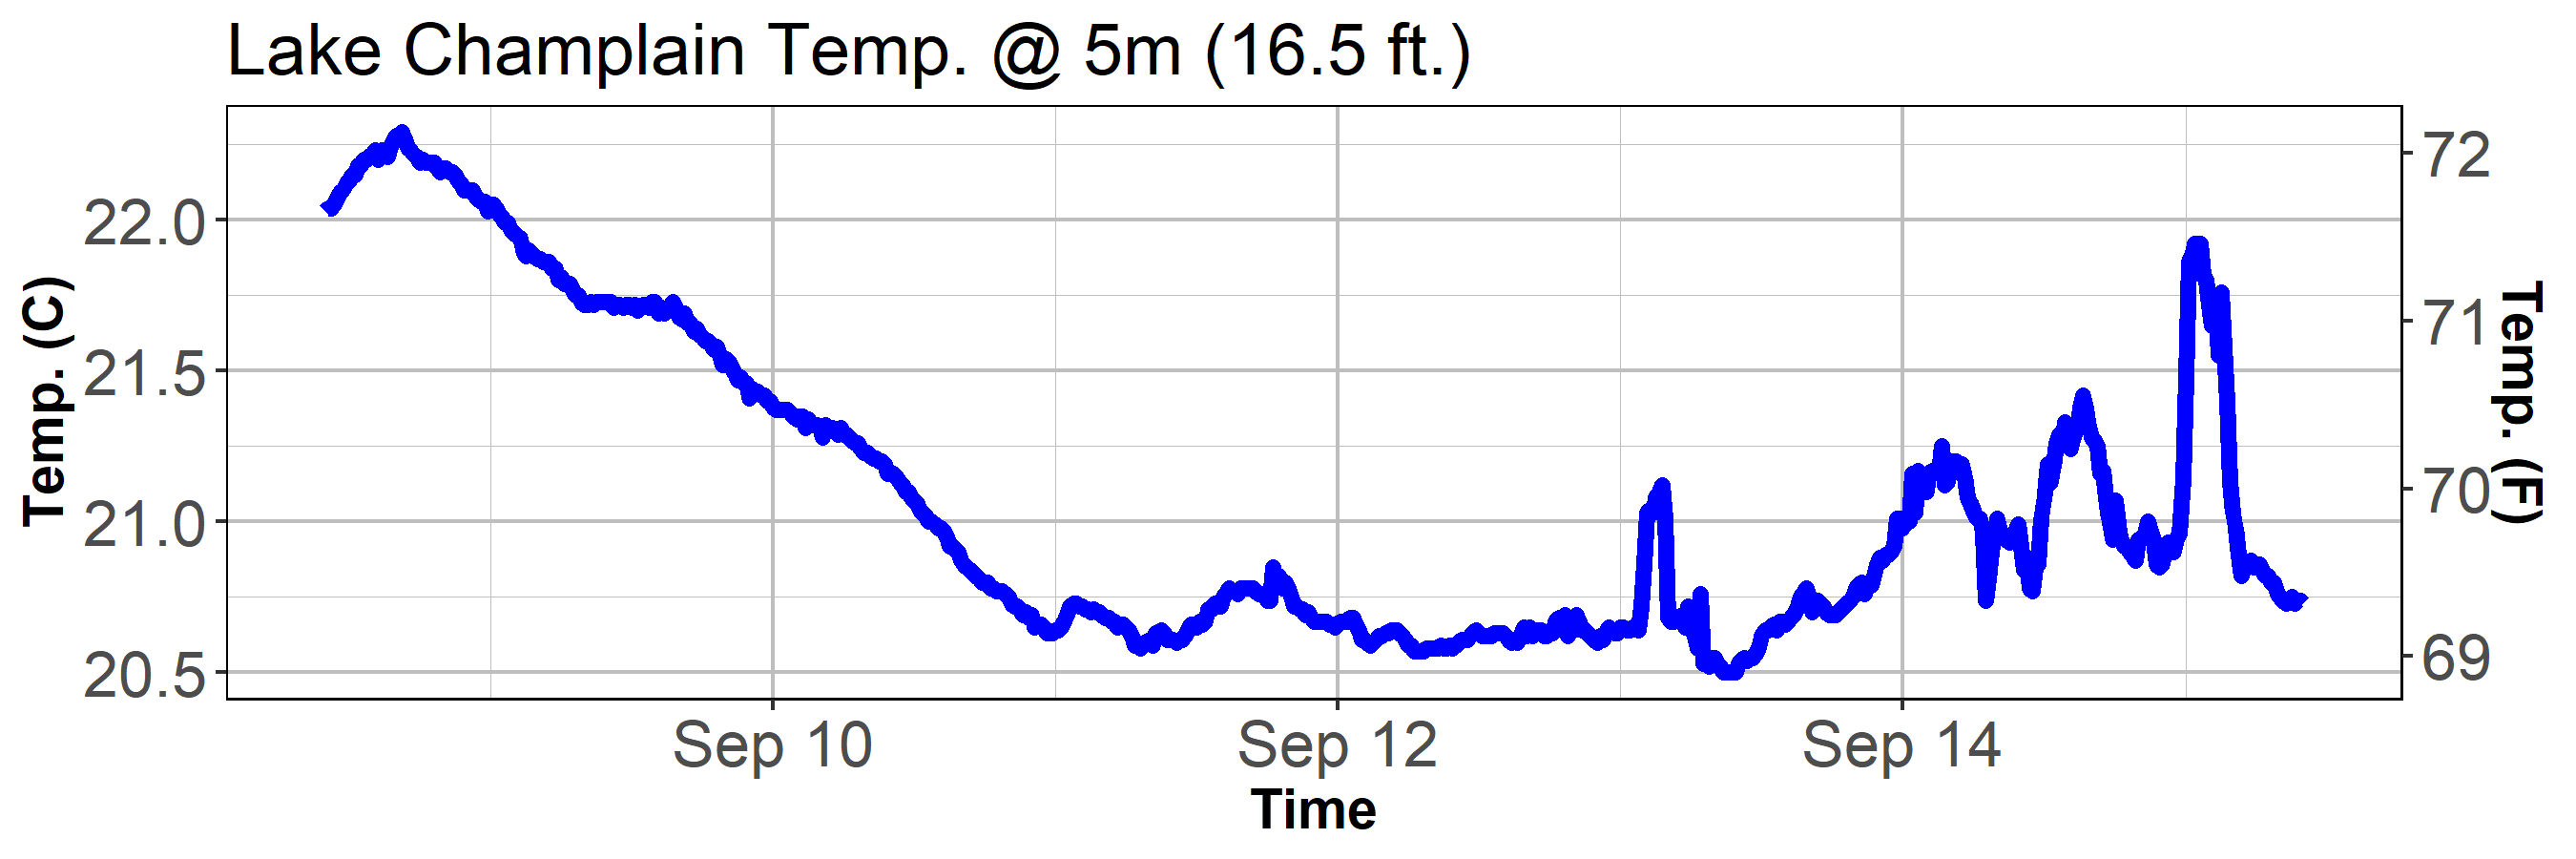 Lake Champlain Temp. @ 5m (16.5 ft.)
Temp. (C)
22.0
21.5
21.0
20.5
72
71
70
69
Temp. (F)
Sep 10 Sep 12 Sep 14
Time